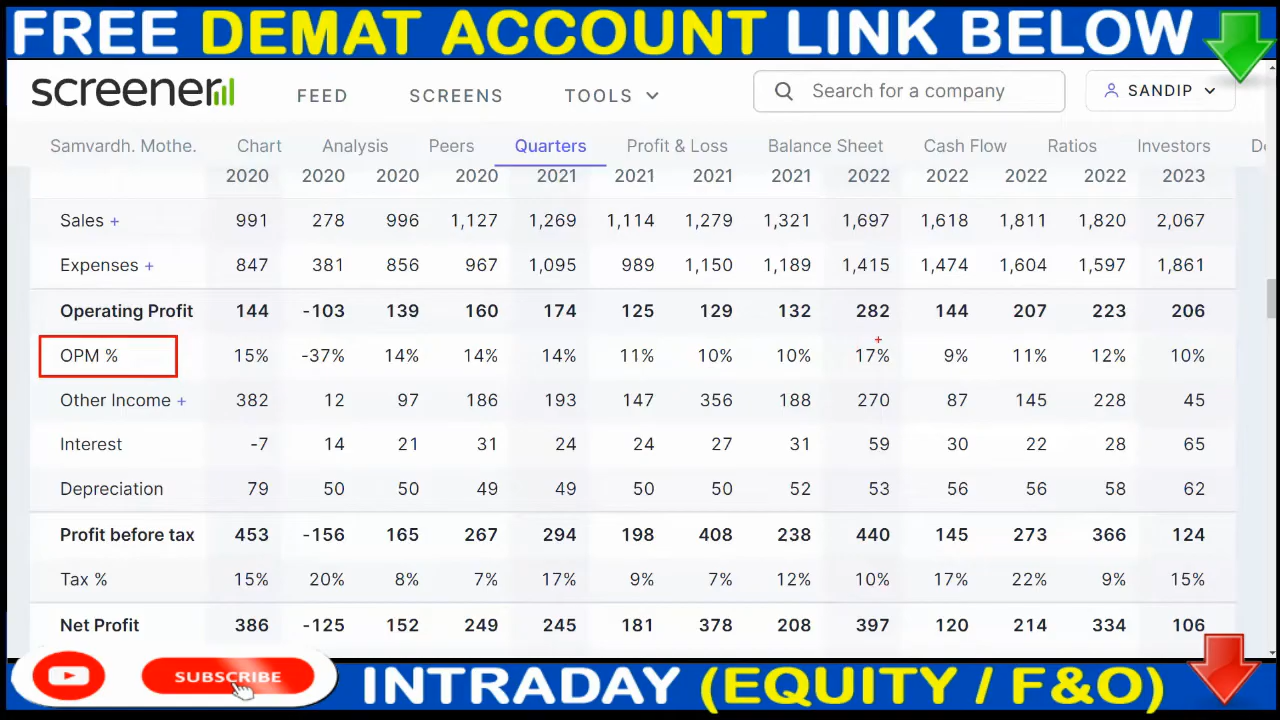 FREE DEMAT ACCOUNT LINK BELOW
screener FEED SCREENS TOOLS Search for a company SANDIP
Samvardh. Mothe. Chart Analysis Peers Quarters Profit & Loss Balance Sheet Cash Flow Ratios Investors
2020 2020 2020 2020 2021 2021 2021 2021 2022 2022 2022 2022 2023
Sales + 991 278 996 1,127 1,269 1,114 1,279 1,321 1,697 1,618 1,811 1,820 2,067
Expenses + 847 381 856 967 1,095 989 1,150 1,189 1,415 1,474 1,604 1,597 1,861
Operating Profit 144 -103 139 160 174 125 129 132 282 144 207 223 206
OPM % 15% -37% 14% 14% 14% 11% 10% 10% 17% 9% 11% 12% 10%
Other Income + 382 12 97 186 193 147 356 188 270 87 145 228 45
Interest -7 14 21 31 24 24 27 31 59 30 22 28 65
Depreciation 79 50 50 49 49 50 50 52 53 56 56 58 62
Profit before tax 453 -156 165 267 294 198 408 238 440 145 273 366 124
Tax % 15% 20% 8% 7% 17% 9% 7% 12% 10% 17% 22% 9% 15%
Net Profit 386 -125 152 249 245 181 378 208 397 120 214 334 106
SUBSCRIBE INTRADAY (EQUITY / F&O)